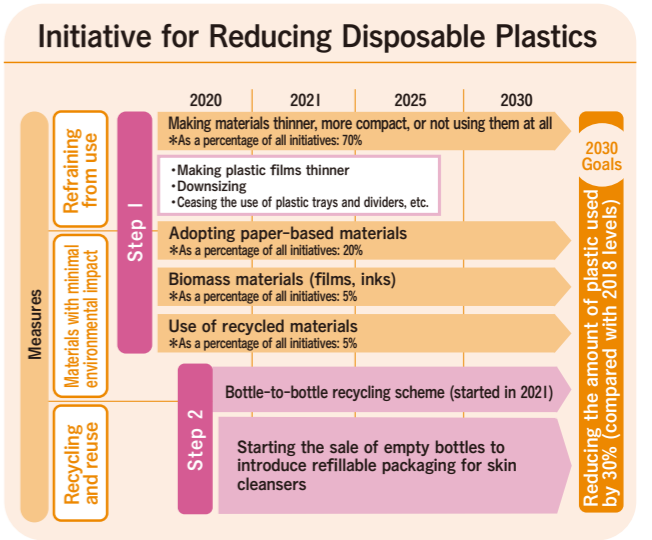 Initiative for Reducing Disposable Plastics
2020
2021
2025
2030
Measures
Refraining
from use
Step 1
Making materials thinner, more compact, or not using them at all
*As a percentage of all initiatives: 70%
・Making plastic films thinner
・Downsizing
・Ceasing the use of plastic trays and dividers, etc.
Materials with minimal
environmental impact
Adopting paper-based materials
*As a percentage of all initiatives: 20%
Biomass materials (films, inks)
*As a percentage of all initiatives: 5%
Use of recycled materials
*As a percentage of all initiatives: 5%
Recycling
and reuse
Step 2
Bottle-to-bottle recycling scheme (started in 2021)
Starting the sale of empty bottles to
introduce refillable packaging for skin
cleansers
2030
Goals
Reducing the amount of plastic used
by 30% (compared with 2018 levels)